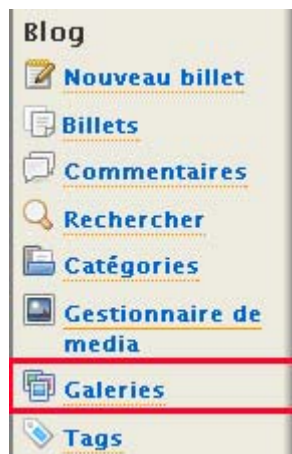 Blog
Nouveau billet
Billets
Commentaires
Rechercher
Catégories
Gestionnaire de
media
Galeries
Tags